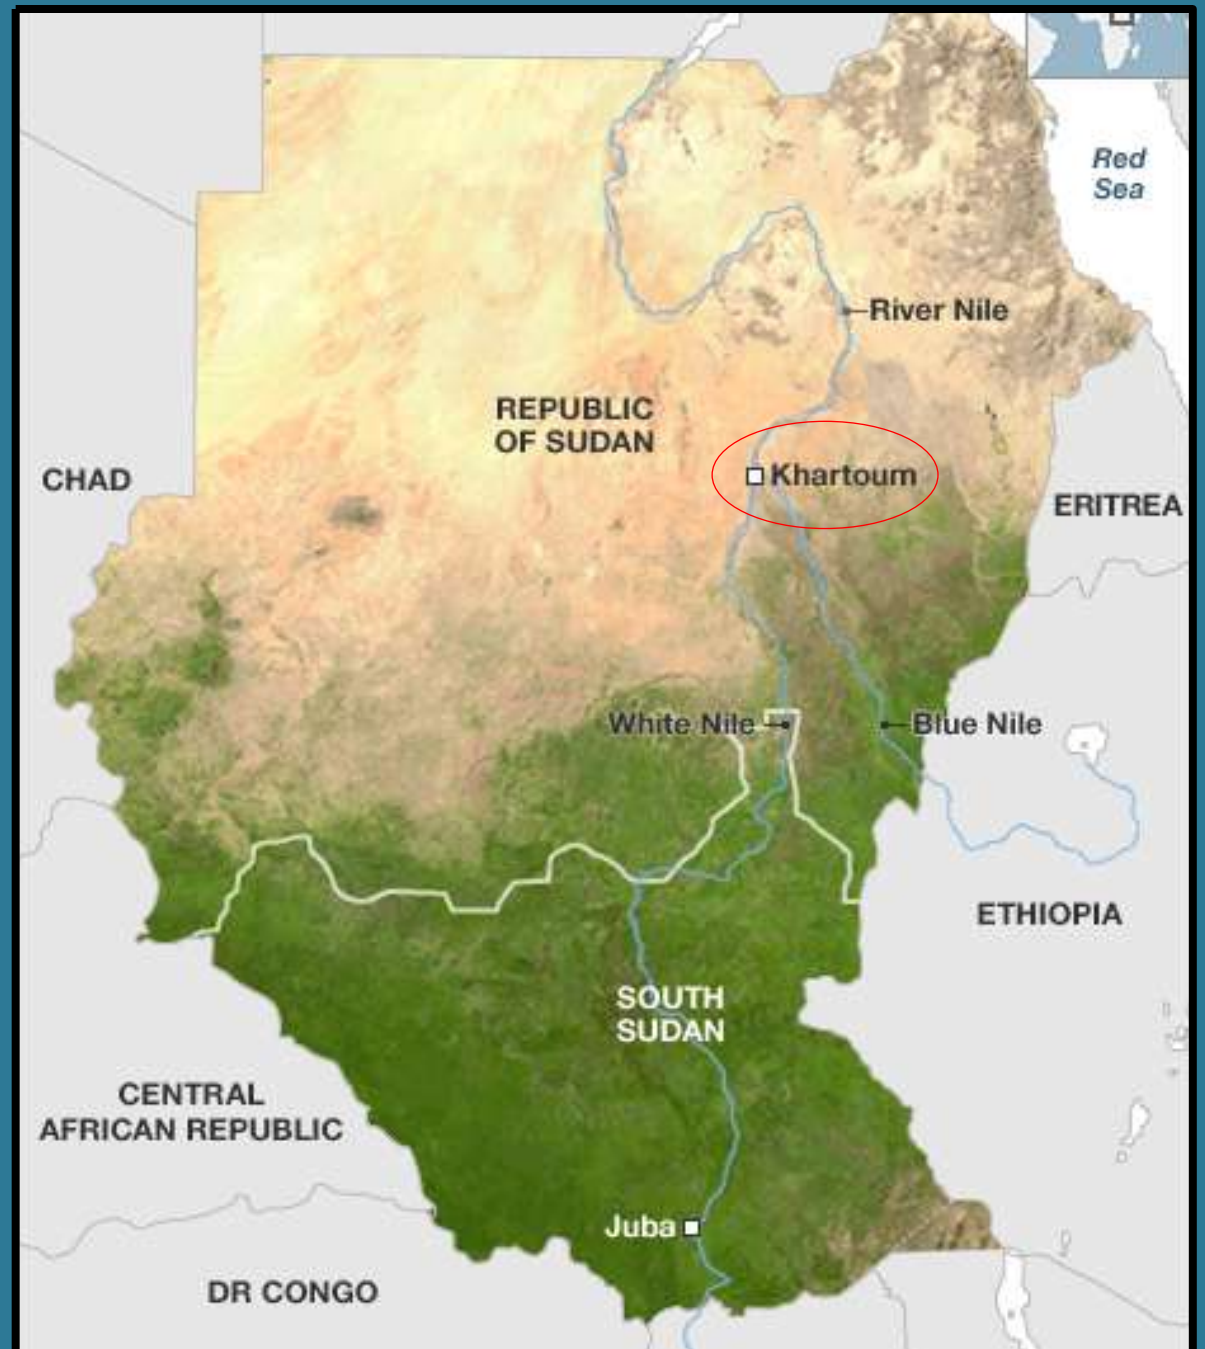 Red
Sea
River Nile
REPUBLIC
OF SUDAN
CHAD
Khartoum
ERITREA
White Nile
Blue Nile
ETHIOPIA
SOUTH
SUDAN
CENTRAL
AFRICAN REPUBLIC
Juba
DR CONGO